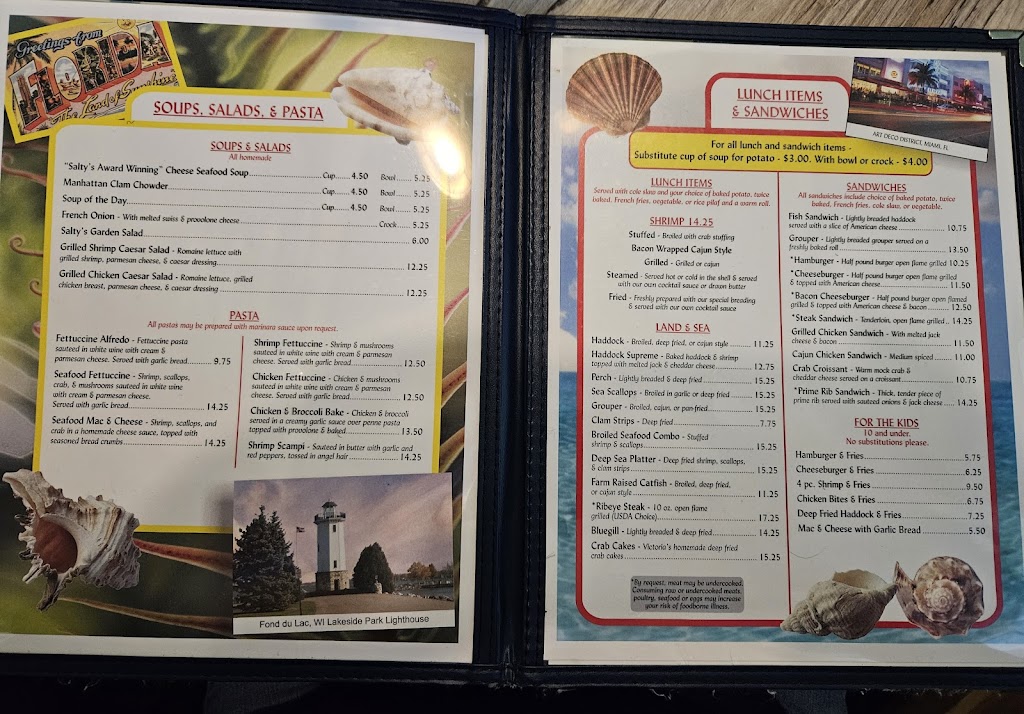 Greetings from
FLORIDA
The Land of Sunshine
SOUPS, SALADS, & PASTA
SOUPS & SALADS
All homemade
"Salty's Award Winning" Cheese Seafood Soup Cup 4.50 Bowl 5.25
Manhattan Clam Chowder Cup 4.50 Bowl 5.25
Soup of the Day Cup 4.50 Bowl 5.25
French Onion - With melted swiss & provolone cheese Crock 5.25
Salty's Garden Salad 6.00
Grilled Shrimp Caesar Salad - Romaine lettuce with
grilled shrimp, parmesan cheese, & caesar dressing 12.25
Grilled Chicken Caesar Salad - Romaine lettuce, grilled
chicken breast, parmesan cheese, & caesar dressing 12.25
PASTA
All pastas may be prepared with marinara sauce upon request.
Fettuccine Alfredo - Fettuccine pasta
sauteed in white wine with cream &
parmesan cheese. Served with garlic bread 9.75
Seafood Fettuccine - Shrimp, scallops,
crab, & mushrooms sauteed in white wine
with cream & parmesan cheese.
Served with garlic bread 14.25
Seafood Mac & Cheese - Shrimp, scallops, and
crab in a homemade cheese sauce, topped with
seasoned bread crumbs 14.25
Shrimp Fettuccine - Shrimp & mushrooms
sauteed in white wine with cream & parmesan
cheese. Served with garlic bread 12.50
Chicken Fettuccine - Chicken & mushrooms
sauteed in white wine with cream & parmesan
cheese. Served with garlic bread 12.50
Chicken & Broccoli Bake - Chicken & broccoli
served in a creamy garlic sauce over penne pasta
topped with provolone & baked 13.50
Shrimp Scampi - Sauteed in butter with garlic and
red peppers, tossed in angel hair 14.25
Fond du Lac, WI Lakeside Park Lighthouse
LUNCH ITEMS
& SANDWICHES
ART DECO DISTRICT, MIAMI, FL
For all lunch and sandwich items -
Substitute cup of soup for potato - $3.00. With bowl or crock - $4.00
LUNCH ITEMS
Served with cole slaw and your choice of baked potato, twice
baked, French fries, vegetable, or rice pilaf and a warm roll.
SHRIMP 14.25
Stuffed - Broiled with crab stuffing
Bacon Wrapped Cajun Style
Grilled - Grilled or cajun
Steamed - Served hot or cold in the shell & served
with our own cocktail sauce or drawn butter
Fried - Freshly prepared with our special breading
& served with our own cocktail sauce
LAND & SEA
Haddock - Broiled, deep fried, or cajun style 11.25
Haddock Supreme - Baked haddock & shrimp
topped with melted jack & cheddar cheese 12.75
Perch - Lightly breaded & deep fried 15.25
Sea Scallops - Broiled in garlic or deep fried 15.25
Grouper - Broiled, cajun, or pan-fried 15.25
Clam Strips - Deep fried 7.75
Broiled Seafood Combo - Stuffed
shrimp & scallops 15.25
Deep Sea Platter - Deep fried shrimp, scallops,
& clam strips 15.25
Farm Raised Catfish - Broiled, deep fried,
or cajun style 11.25
*Ribeye Steak - 10 oz. open flame
grilled (USDA Choice) 17.25
Bluegill - Lightly breaded & deep fried 14.25
Crab Cakes - Victoria's homemade deep fried
crab cakes 15.25
*By request, meat may be undercooked.
Consuming raw or undercooked meats,
poultry, seafood or eggs may increase
your risk of foodborne illness.
SANDWICHES
All sandwiches include choice of baked potato, twice
baked, French fries, cole slaw, or vegetable.
Fish Sandwich - Lightly breaded haddock
served with a slice of American cheese 10.75
Grouper - Lightly breaded grouper served on a
freshly baked roll 13.50
*Hamburger - Half pound burger open flame grilled 10.25
*Cheeseburger - Half pound burger open flame grilled
& topped with American cheese 11.50
*Bacon Cheeseburger - Half pound burger open flamed
grilled & topped with American cheese & bacon 12.50
*Steak Sandwich - Tenderloin, open flame grilled 14.25
Grilled Chicken Sandwich - With melted jack
cheese & bacon 11.50
Cajun Chicken Sandwich - Medium spiced 11.00
Crab Croissant - Warm mock crab &
cheddar cheese served on a croissant 10.75
*Prime Rib Sandwich - Thick, tender piece of
prime rib served with sauteed onions & jack cheese 14.25
FOR THE KIDS
10 and under.
No substitutions please.
Hamburger & Fries 5.75
Cheeseburger & Fries 6.25
4 pc. Shrimp & Fries 9.50
Chicken Bites & Fries 6.75
Deep Fried Haddock & Fries 7.25
Mac & Cheese with Garlic Bread 5.50